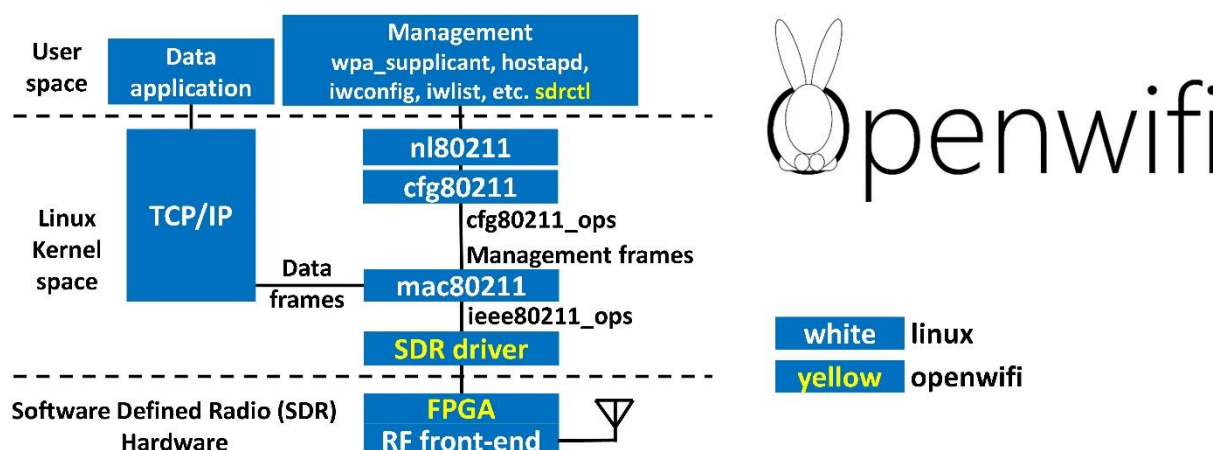 User
space
Data
application
Management
wpa_supplicant, hostapd,
iwconfig, iwlist, etc. sdrctl
Openwifi
Linux
Kernel
space
TCP/IP
nl80211
cfg80211
cfg80211_ops
Management frames
Data
frames
mac80211
ieee80211_ops
SDR driver
white linux
yellow openwifi
Software Defined Radio (SDR)
Hardware
FPGA
RF front-end